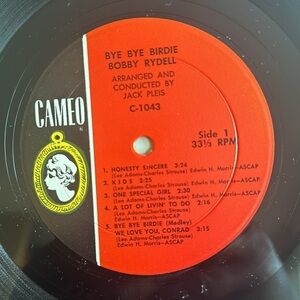 BYE BYE BIRDIE
BOBBY RYDELL
ARRANGED AND
CONDUCTED BY
JACK PLEIS
C-1043
CAMEO
Side 1
33⅓ RPM
1. HONESTY SINCERE 3:24
(Lee Adams-Charles Strouse) Edwin H. Morris-ASCAP
2. KIDS 2:25
(Lee Adams-Charles Strouse) Edwin H. Morris-ASCAP
3. ONE SPECIAL GIRL 2:30
(Lee Adams-Charles Strouse) Edwin H. Morris-ASCAP
4. A LOT OF LIVIN' TO DO 2:16
(Lee Adams-Charles Strouse) Edwin H. Morris-ASCAP
5. BYE BYE BIRDIE (Medley)
WE LOVE YOU, CONRAD 3:15
(Lee Adams-Charles Strouse)
Edwin H. Morris-ASCAP